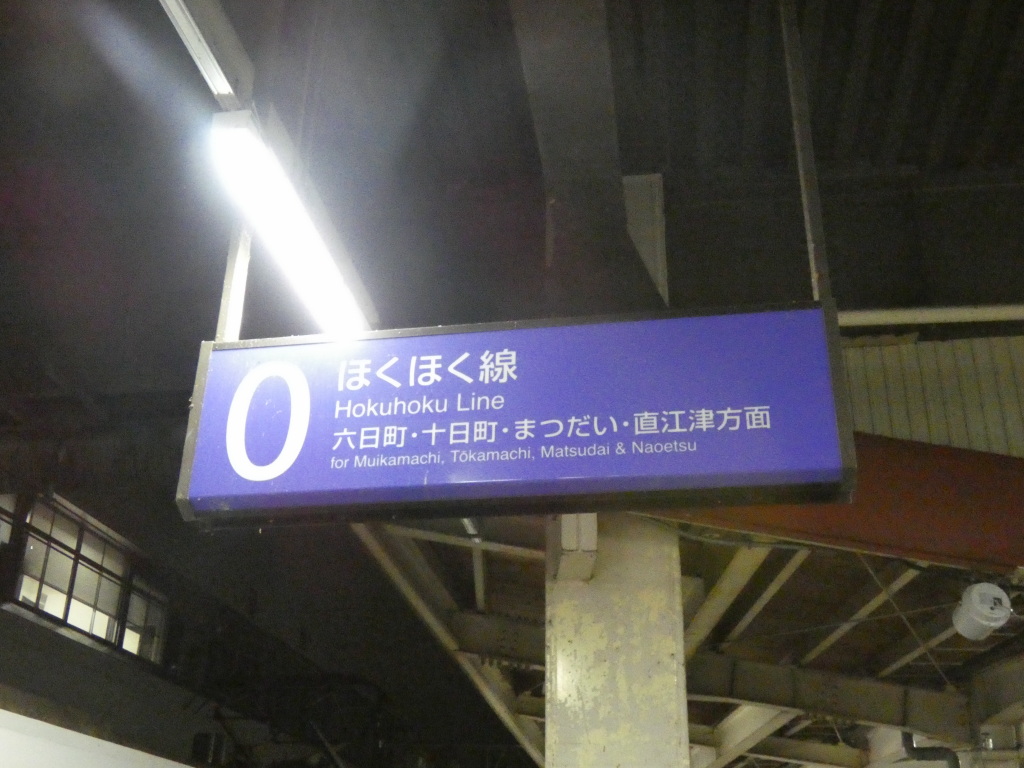 0
ほくほく線
Hokuhoku Line
六日町・十日町・まつだい・直江津方面
for Muikamachi, Tōkamachi, Matsudai & Naoetsu